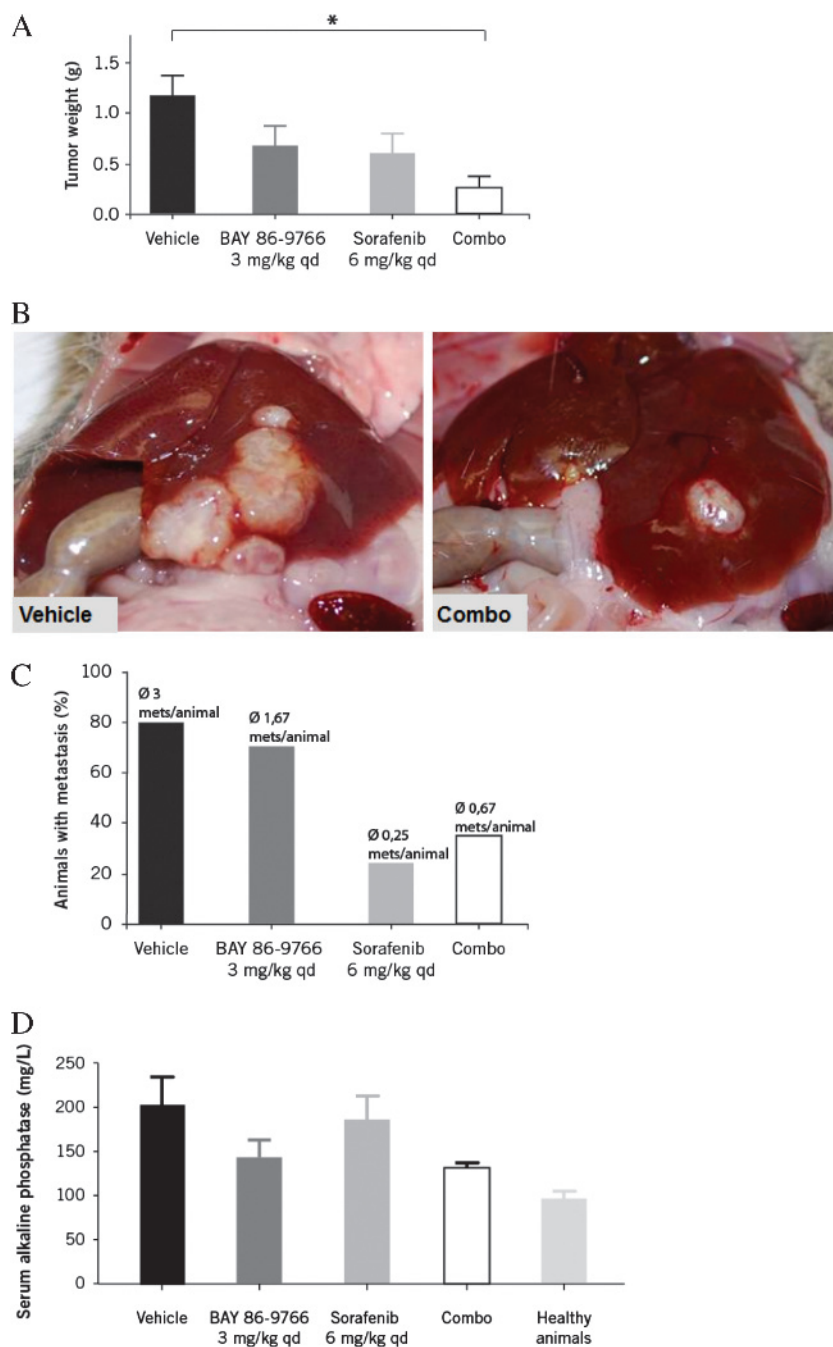 A
*
Tumor weight (g)
1.5
1.0
0.5
0.0
Vehicle
BAY 86-9766
3 mg/kg qd
Sorafenib
6 mg/kg qd
Combo
B
Vehicle
Combo
C
Animals with metastasis (%)
100
80
60
40
20
0
Ø 3
mets/animal
Ø 1,67
mets/animal
Ø 0,25
mets/animal
Ø 0,67
mets/animal
Vehicle
BAY 86-9766
3 mg/kg qd
Sorafenib
6 mg/kg qd
Combo
D
Serum alkaline phosphatase (mg/L)
250
200
150
100
50
0
Vehicle
BAY 86-9766
3 mg/kg qd
Sorafenib
6 mg/kg qd
Combo
Healthy
animals